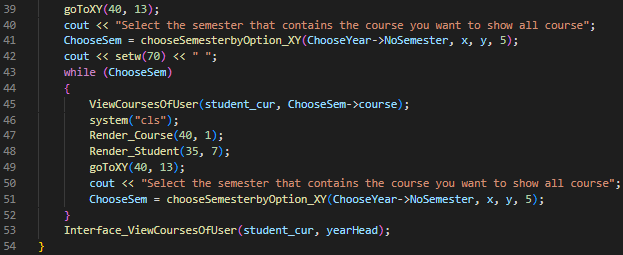 39 goToXY(40, 13);
40 cout << "Select the semester that contains the course you want to show all course";
41 ChooseSem = chooseSemesterbyOption_XY(ChooseYear->NoSemester, x, y, 5);
42 cout << setw(70) << " ";
43 while (ChooseSem)
44 {
45 ViewCoursesOfUser(student_cur, ChooseSem->course);
46 system("cls");
47 Render_Course(40, 1);
48 Render_Student(35, 7);
49 goToXY(40, 13);
50 cout << "Select the semester that contains the course you want to show all course";
51 ChooseSem = chooseSemesterbyOption_XY(ChooseYear->NoSemester, x, y, 5);
52 }
53 Interface_ViewCoursesOfUser(student_cur, yearHead);
54 }